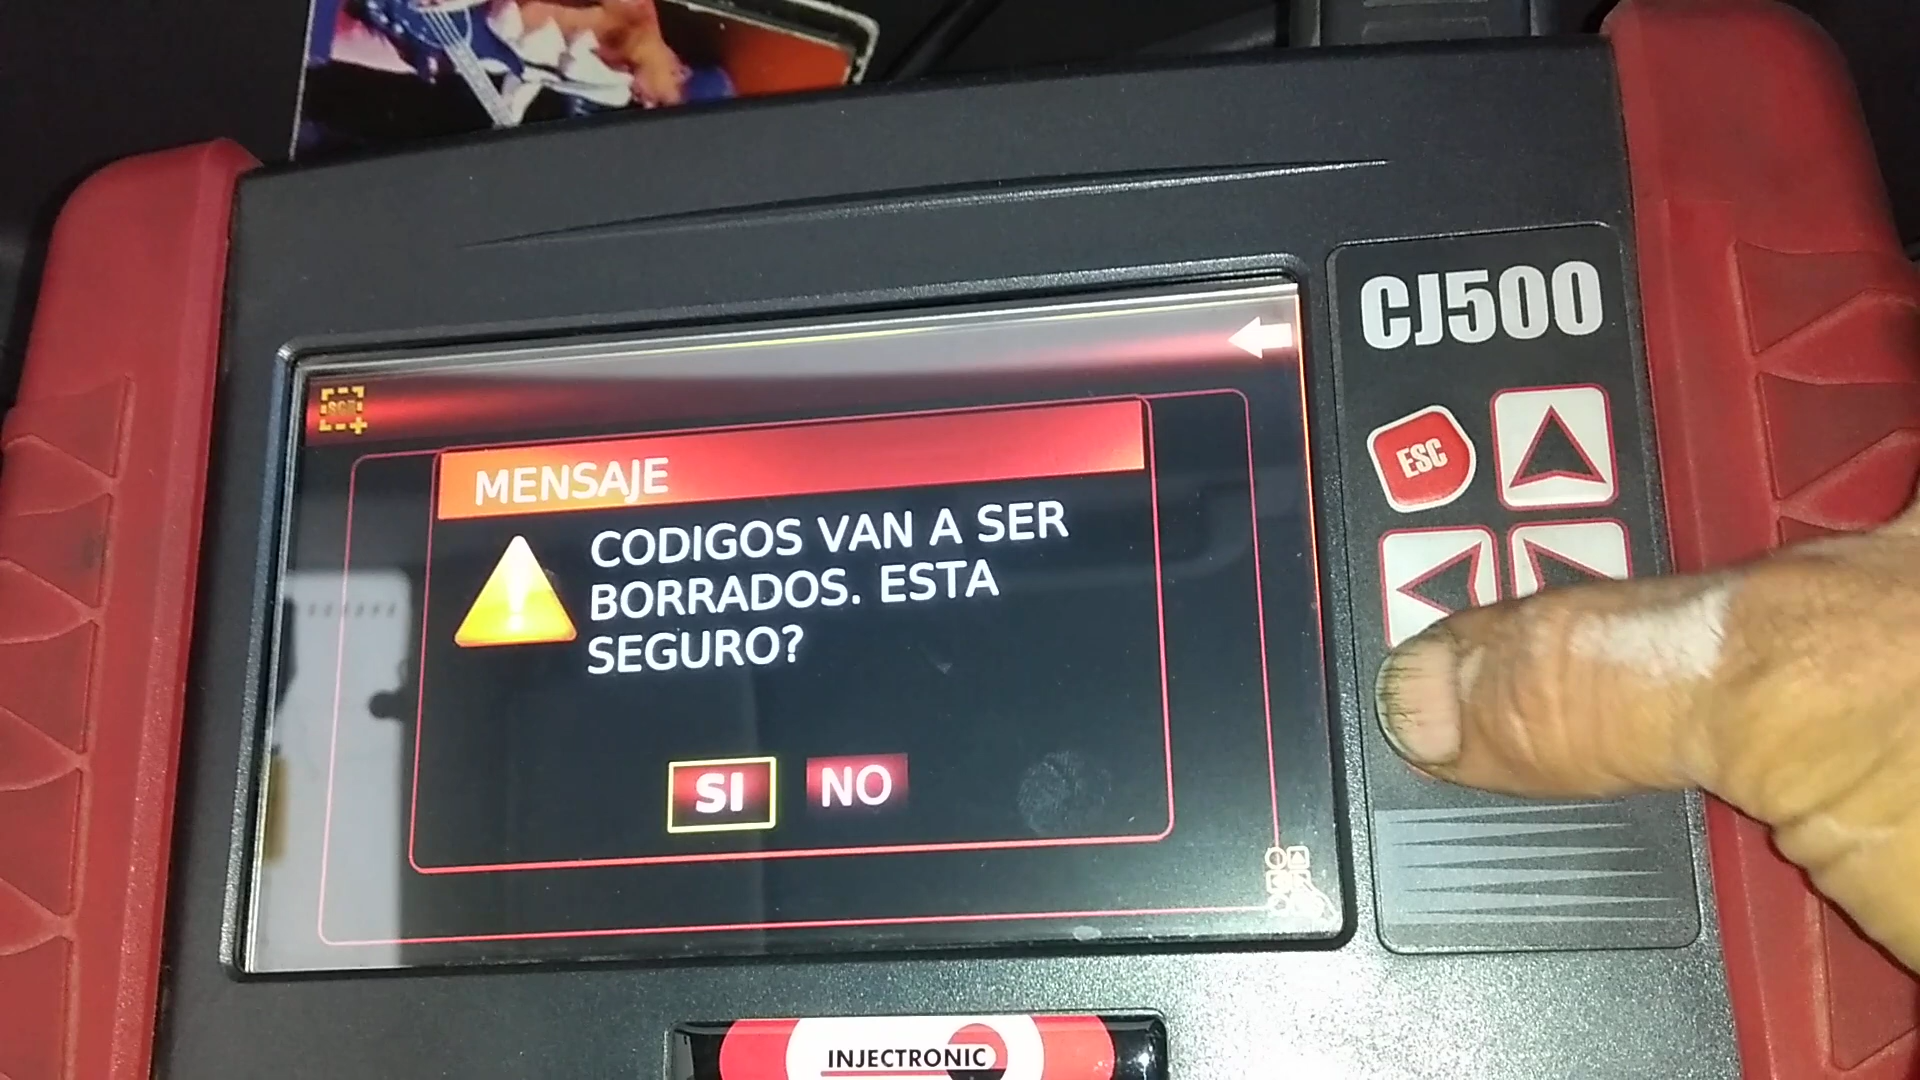 CJ500
ESC
MENSAJE
CODIGOS VAN A SER
BORRADOS. ESTA
SEGURO?
SI NO
INJECTRONIC